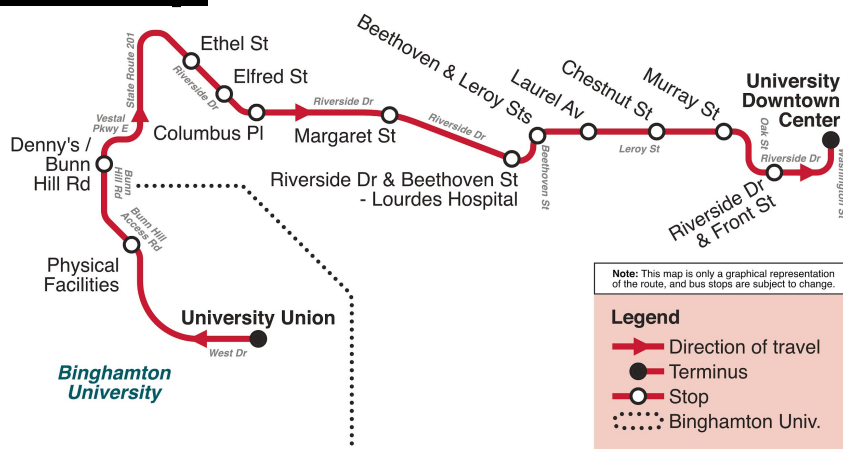 Ethel St
Elfred St
Columbus Pl
Margaret St
Riverside Dr & Beethoven St
- Lourdes Hospital
Beethoven & Leroy Sts
Laurel Av
Chestnut St
Murray St
University
Downtown
Center
Riverside Dr
& Front St
Denny's /
Bunn
Hill Rd
Physical
Facilities
University Union
West Dr
Bunn Hill
Access Rd
Bunn
Hill Rd
Vestal
Pkwy E
State Route 201
Riverside Dr
Riverside Dr
Riverside Dr
Beethoven St
Leroy St
Oak St
Riverside Dr
Washington St
Binghamton
University
Note: This map is only a graphical representation
of the route, and bus stops are subject to change.
Legend
Direction of travel
Terminus
Stop
Binghamton Univ.